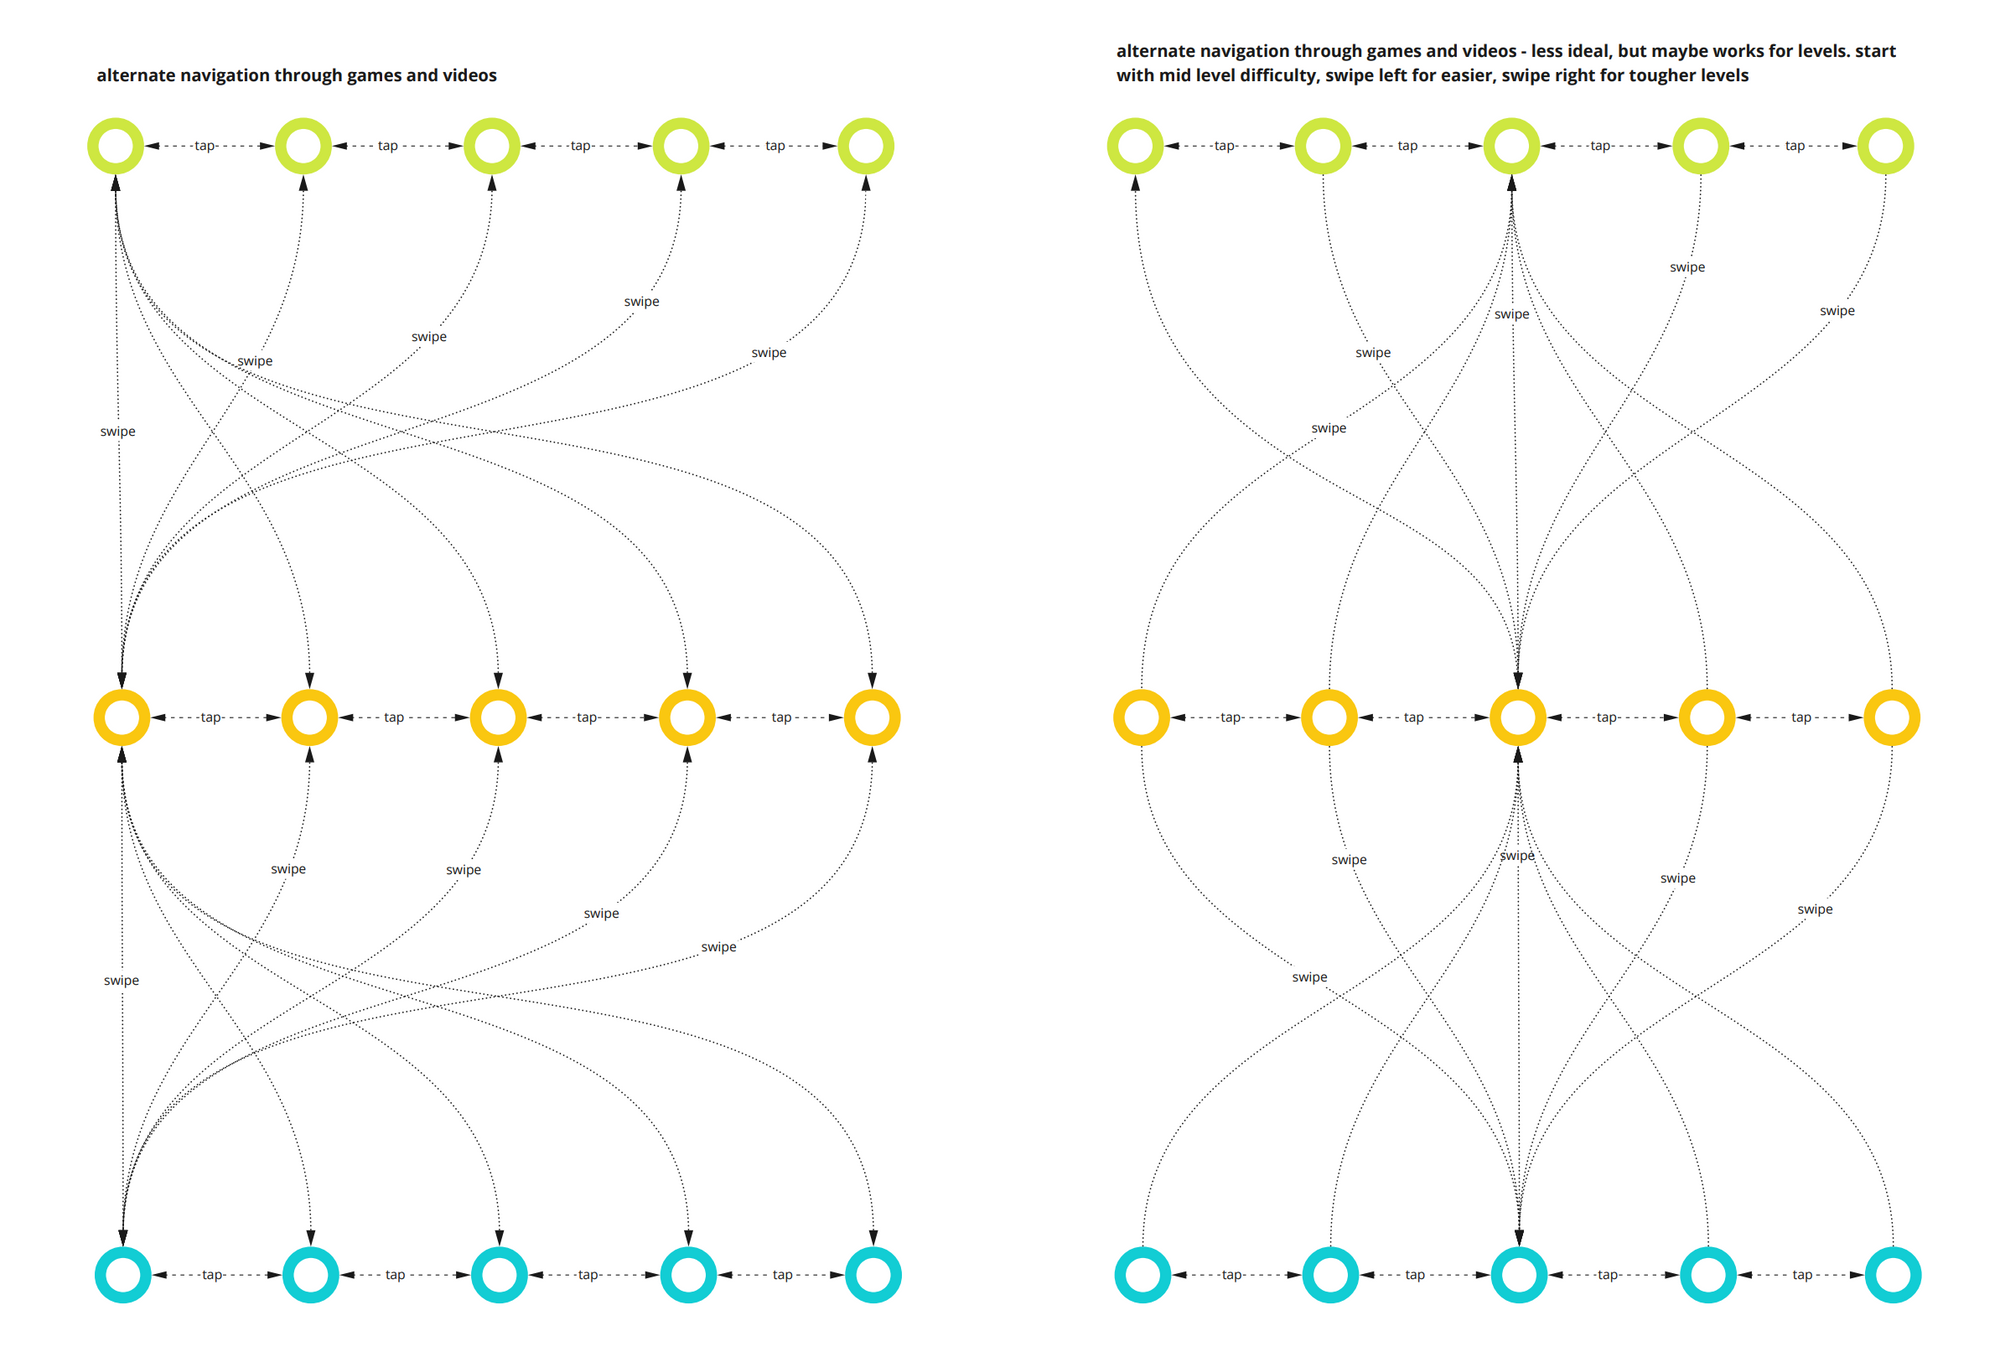 alternate navigation through games and videos
tap tap tap tap
swipe
swipe
swipe
swipe
swipe
tap tap tap tap
swipe
swipe
swipe
swipe
swipe
tap tap tap tap
alternate navigation through games and videos - less ideal, but maybe works for levels. start
with mid level difficulty, swipe left for easier, swipe right for tougher levels
tap tap tap tap
swipe
swipe
swipe
swipe
swipe
tap tap tap tap
swipe
swipe
swipe
swipe
swipe
tap tap tap tap